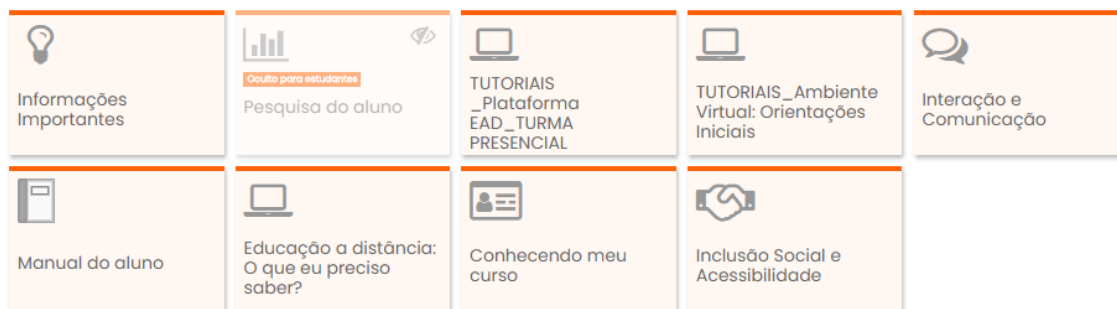 Informações
Importantes
Oculto para estudantes
Pesquisa do aluno
TUTORIAIS
_Plataforma
EAD_TURMA
PRESENCIAL
TUTORIAIS_Ambiente
Virtual: Orientações
Iniciais
Interação e
Comunicação
Manual do aluno
Educação a distância:
O que eu preciso
saber?
Conhecendo meu
curso
Inclusão Social e
Acessibilidade